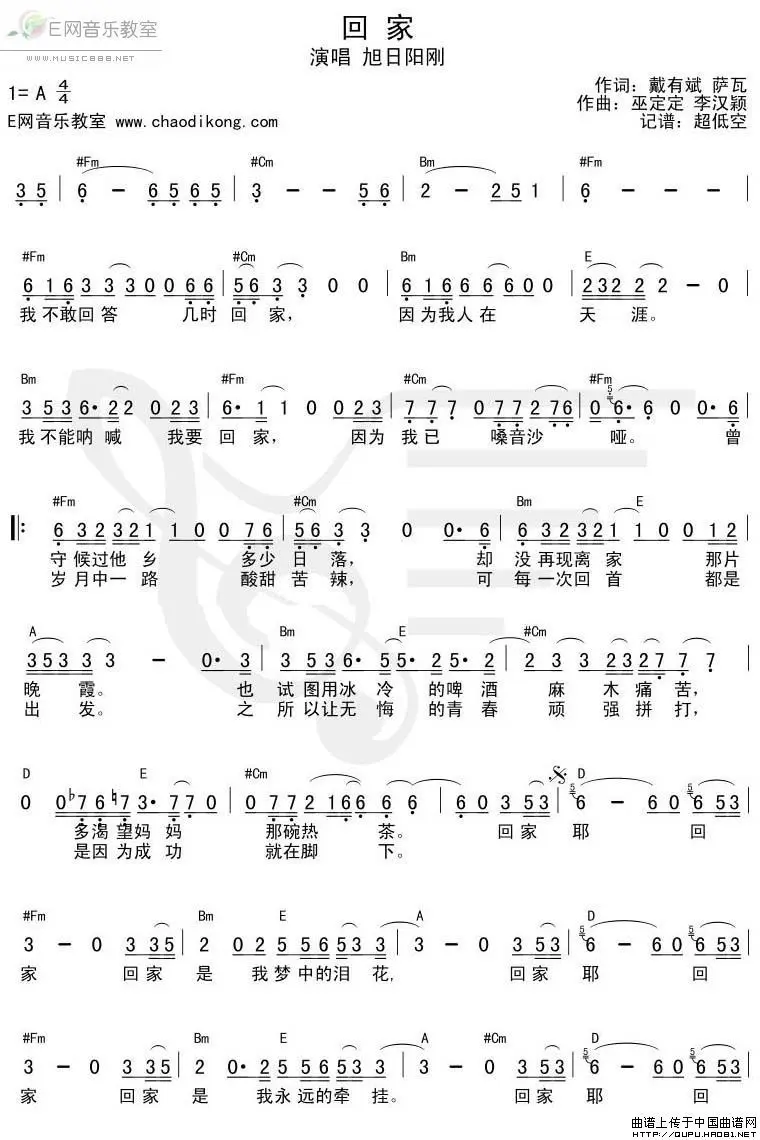 E网音乐教室
WWW.MUSIC888.NET
回 家
演唱 旭日阳刚
1= A 4/4
作词：戴有斌 萨瓦
作曲：巫定定 李汉颖
E网音乐教室 www.chaodikong.com
记谱：超低空
#Fm #Cm Bm #Fm
3 5 | 6 - 6 5 6 5 | 3 - - 5 6 | 2 - 2 5 1 | 6 - - - |
#Fm #Cm Bm E
6 1 6 3 3 3 0 0 6 6 | 5 6 3 3 0 0 | 6 1 6 6 6 6 0 0 | 2 3 2 2 2 - 0 |
我 不敢回 答 几时 回 家， 因为我人在 天 涯。
Bm #Fm #Cm #Fm
3 5 3 6· 2 2 0 2 3 | 6· 1 1 0 0 2 3 | 7 7 7 0 7 7 2 7 6 | 0 6· 6 0 0· 6 |
我 不能呐 喊 我要 回 家， 因为 我已 嗓音沙 哑。 曾
#Fm #Cm Bm E
6 3 2 3 2 1 1 0 0 7 6 | 5 6 3 3 0 0· 6 | 6 3 2 3 2 1 1 0 0 1 2 |
守 候过他 乡 多少 日 落， 却 没再现离 家 那片
岁 月中一 路 酸甜 苦 辣， 可 每一次回 首 都是
A Bm E #Cm
3 5 3 3 3 - 0· 3 | 3 5 3 6· 5 5· 5 2 | 2 3 3 2 3 2 7 7 7 |
晚 霞。 也 试 图用冰 冷 的啤 酒 麻 木 痛 苦，
出 发。 之 所 以让无 悔 的青 春 顽 强 拼 打，
D E #Cm
0 0 ♭7 6 ♮7 3· 7 7 0 | 0 7 7 2 1 6 6 6 6 | 6 0 3 5 3 | 6 - 6 0 6 5 3 |
多渴 望妈 妈 那碗热 茶。 回家 耶 回
是因 为成 功 就在脚 下。
#Fm Bm E A D
3 - 0 3 3 5 | 2 0 2 5 5 6 5 3 3 | 3 - 0 3 5 3 | 6 - 6 0 6 5 3 |
家 回家 是 我 梦 中的泪 花， 回家 耶 回
#Fm Bm E A #Cm D
3 - 0 3 3 5 | 2 0· 2 5 5 6 5 3 3 | 3 - 0 3 5 3 | 6 - 6 0 6 5 3 |
家 回家 是 我永 远的牵 挂。 回家 耶 回
曲谱上传于中国曲谱网
HTTP://QUPU.HAO81.NET